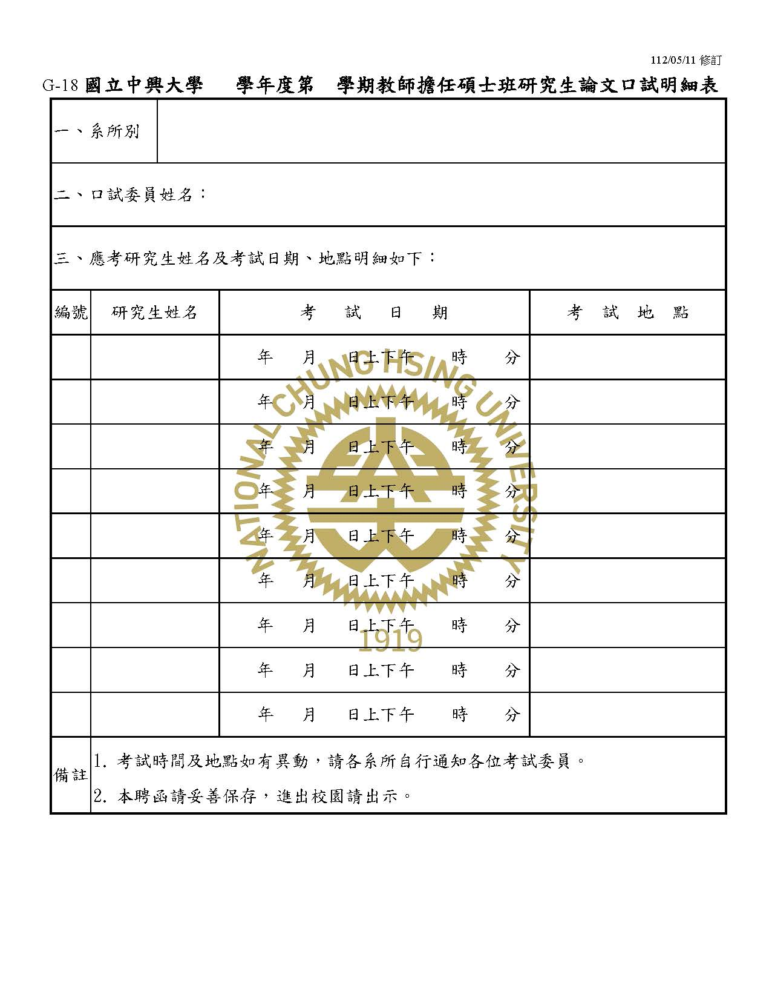 112/05/11 修訂
G-18 國立中興大學 學年度第 學期教師擔任碩士班研究生論文口試明細表
一、系所別
二、口試委員姓名：
三、應考研究生姓名及考試日期、地點明細如下：
編號 研究生姓名 考試日期 考試地點
年 月 日上下午 時 分
年 月 日上下午 時 分
年 月 日上下午 時 分
年 月 日上下午 時 分
年 月 日上下午 時 分
年 月 日上下午 時 分
年 月 日上下午 時 分
年 月 日上下午 時 分
年 月 日上下午 時 分
備註
1. 考試時間及地點如有異動，請各系所自行通知各位考試委員。
2. 本聘函請妥善保存，進出校園請出示。
NATIONAL CHUNG HSING UNIVERSITY
1919